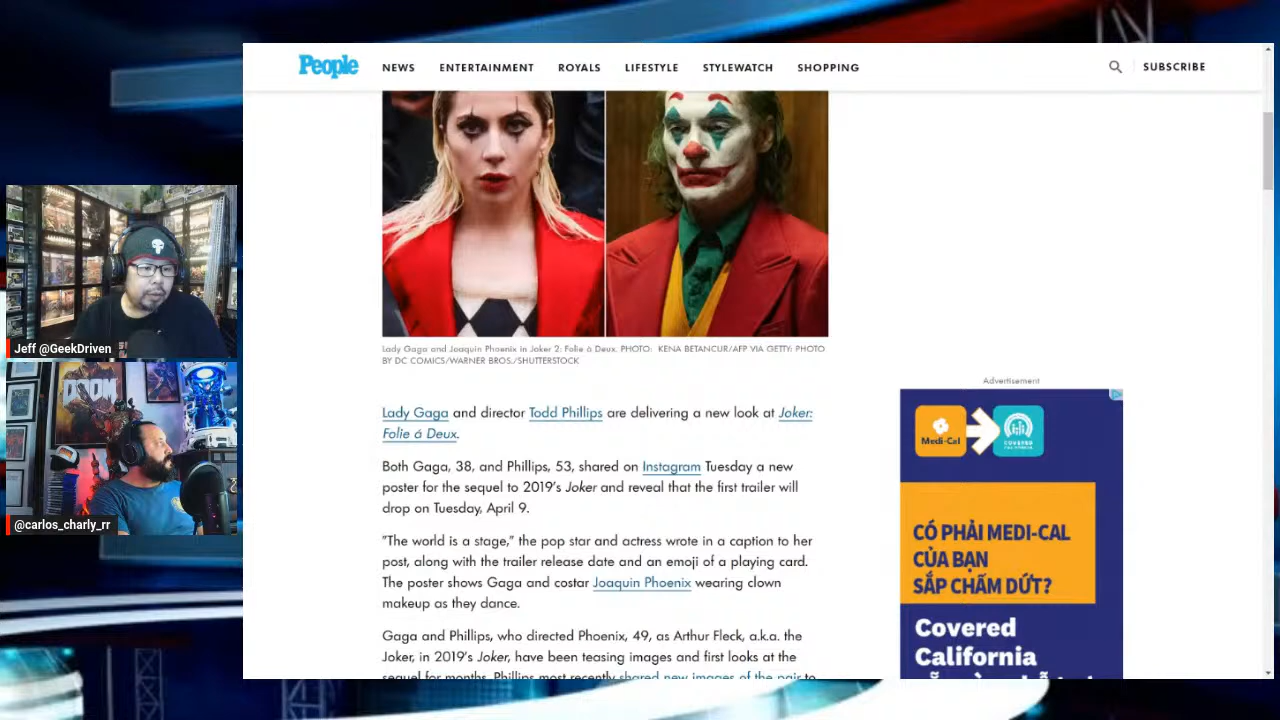 People
NEWS ENTERTAINMENT ROYALS LIFESTYLE STYLEWATCH SHOPPING
SUBSCRIBE
Lady Gaga and Joaquin Phoenix in Joker 2: Folie á Deux. PHOTO: KENA BETANCUR/AFP VIA GETTY; PHOTO
BY DC COMICS/WARNER BROS./SHUTTERSTOCK
Lady Gaga and director Todd Phillips are delivering a new look at Joker:
Folie á Deux.
Both Gaga, 38, and Phillips, 53, shared on Instagram Tuesday a new
poster for the sequel to 2019's Joker and reveal that the first trailer will
drop on Tuesday, April 9.
"The world is a stage," the pop star and actress wrote in a caption to her
post, along with the trailer release date and an emoji of a playing card.
The poster shows Gaga and costar Joaquin Phoenix wearing clown
makeup as they dance.
Gaga and Phillips, who directed Phoenix, 49, as Arthur Fleck, a.k.a. the
Joker, in 2019's Joker, have been teasing images and first looks at the
sequel for months. Phillips most recently shared new images of the pair to
Advertisement
Medi-Cal
COVERED
CÓ PHẢI MEDI-CAL
CỦA BẠN
SẮP CHẤM DỨT?
Covered
California
Jeff @GeekDriven
DOOM
@carlos_charly_rr